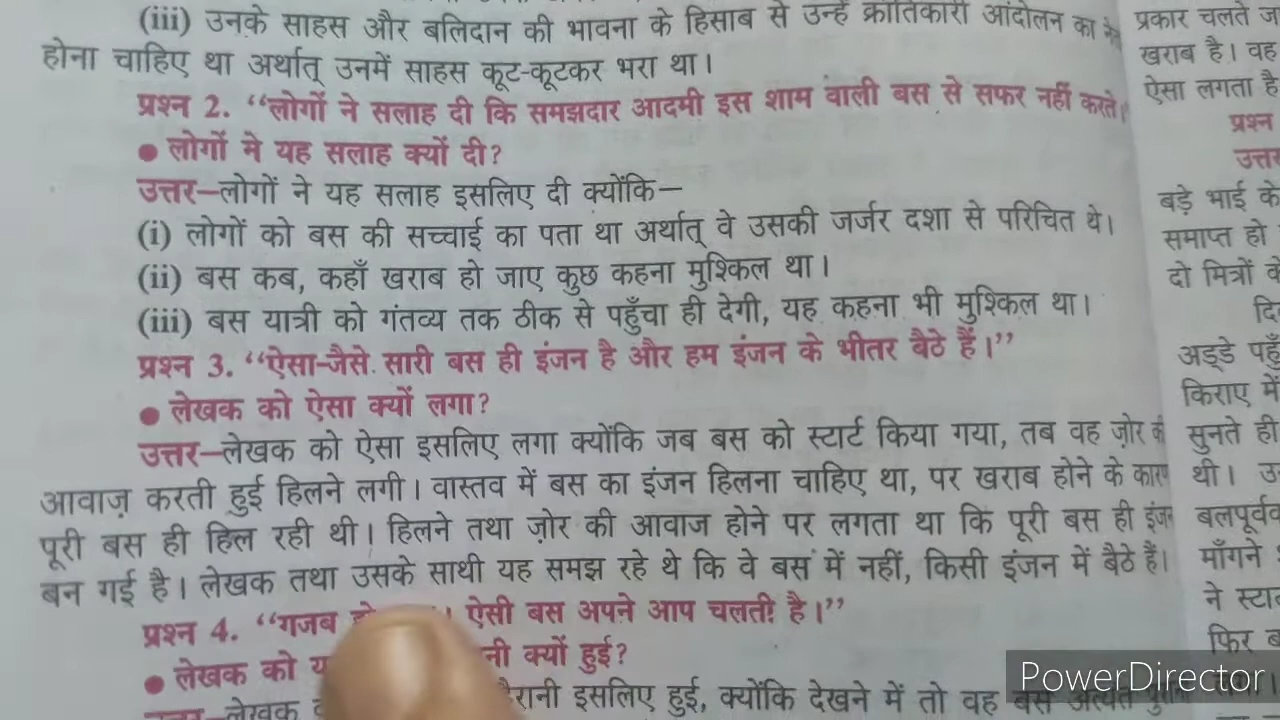 (iii) उनके साहस और बलिदान की भावना के हिसाब से उन्हें क्रांतिकारी आंदोलन का
होना चाहिए था अर्थात् उनमें साहस कूट-कूटकर भरा था।
प्रश्न 2. “लोगों ने सलाह दी कि समझदार आदमी इस शाम वाली बस से सफर नहीं करते।
● लोगों ने यह सलाह क्यों दी?
उत्तर—लोगों ने यह सलाह इसलिए दी क्योंकि—
(i) लोगों को बस की सच्चाई का पता था अर्थात् वे उसकी जर्जर दशा से परिचित थे।
(ii) बस कब, कहाँ खराब हो जाए कुछ कहना मुश्किल था।
(iii) बस यात्री को गंतव्य तक ठीक से पहुँचा ही देगी, यह कहना भी मुश्किल था।
प्रश्न 3. “ऐसा-जैसे सारी बस ही इंजन है और हम इंजन के भीतर बैठे हैं।”
● लेखक को ऐसा क्यों लगा?
उत्तर—लेखक को ऐसा इसलिए लगा क्योंकि जब बस को स्टार्ट किया गया, तब वह ज़ोर की
आवाज़ करती हुई हिलने लगी। वास्तव में बस का इंजन हिलना चाहिए था, पर खराब होने के कारण
पूरी बस ही हिल रही थी। हिलने तथा ज़ोर की आवाज होने पर लगता था कि पूरी बस ही इंजन
बन गई है। लेखक तथा उसके साथी यह समझ रहे थे कि वे बस में नहीं, किसी इंजन में बैठे हैं।
प्रश्न 4. “गजब ऐसी बस अपने आप चलती है।”
● लेखक को क्यों हुई?
उत्तर—लेखक इसलिए हुई, क्योंकि देखने में तो वह बस अत्यंत
प्रकार चलते
खराब है। वह
ऐसा लगता है
प्रश्न
उत्तर
बड़े भाई के
समाप्त हो
दो मित्रों
अड्डे
किराए में
सुनते ही
थी।
माँगने
ने
फिर
PowerDirector